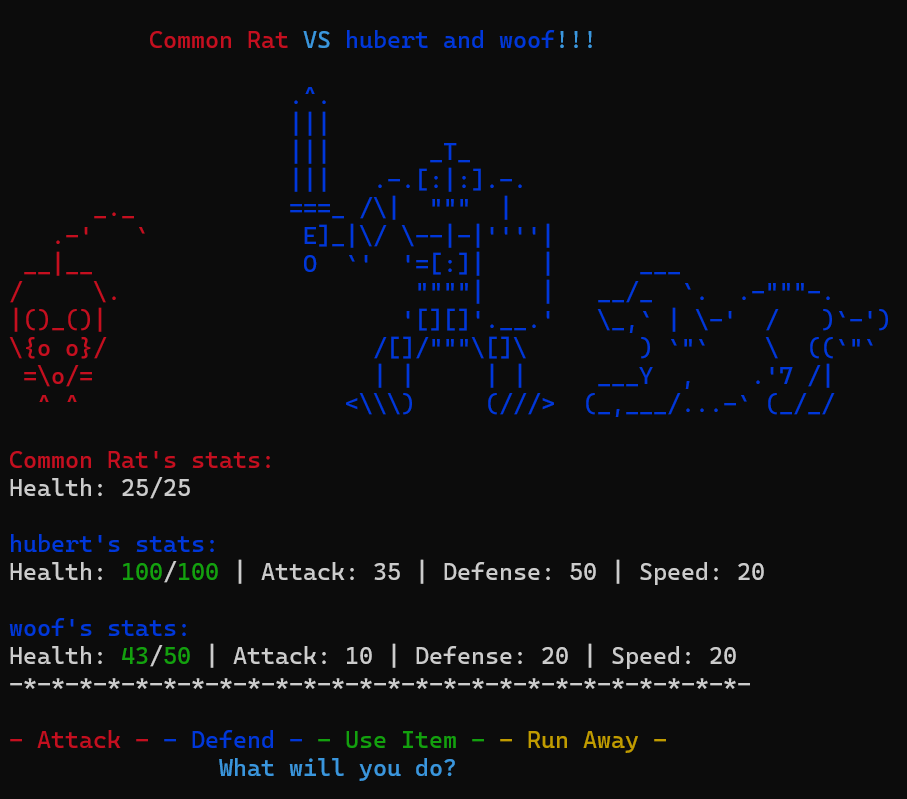 Common Rat VS hubert and woof!!!
Common Rat's stats:
Health: 25/25
hubert's stats:
Health: 100/100 | Attack: 35 | Defense: 50 | Speed: 20
woof's stats:
Health: 43/50 | Attack: 10 | Defense: 20 | Speed: 20
-*-*-*-*-*-*-*-*-*-*-*-*-*-*-*-*-*-*-*-*-*-*-*-*-*-*-
- Attack - - Defend - - Use Item - - Run Away -
What will you do?